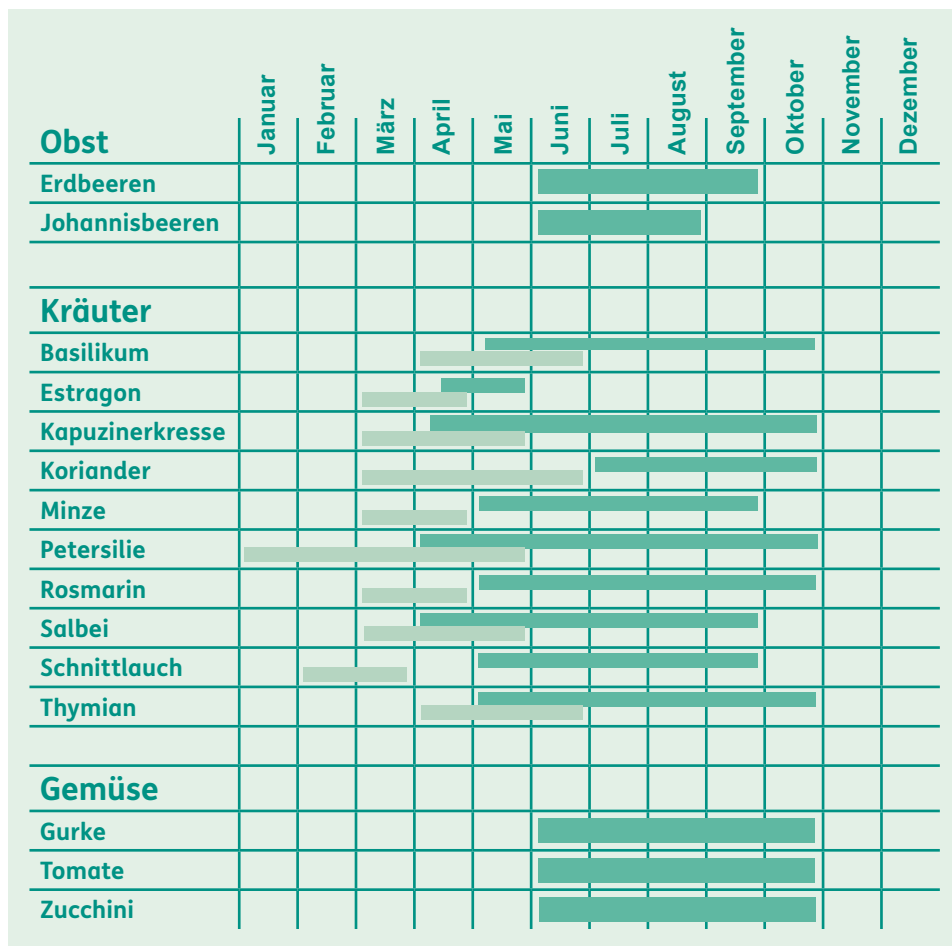 Januar
Februar
März
April
Mai
Juni
Juli
August
September
Oktober
November
Dezember
Obst
Erdbeeren
Johannisbeeren
Kräuter
Basilikum
Estragon
Kapuzinerkresse
Koriander
Minze
Petersilie
Rosmarin
Salbei
Schnittlauch
Thymian
Gemüse
Gurke
Tomate
Zucchini